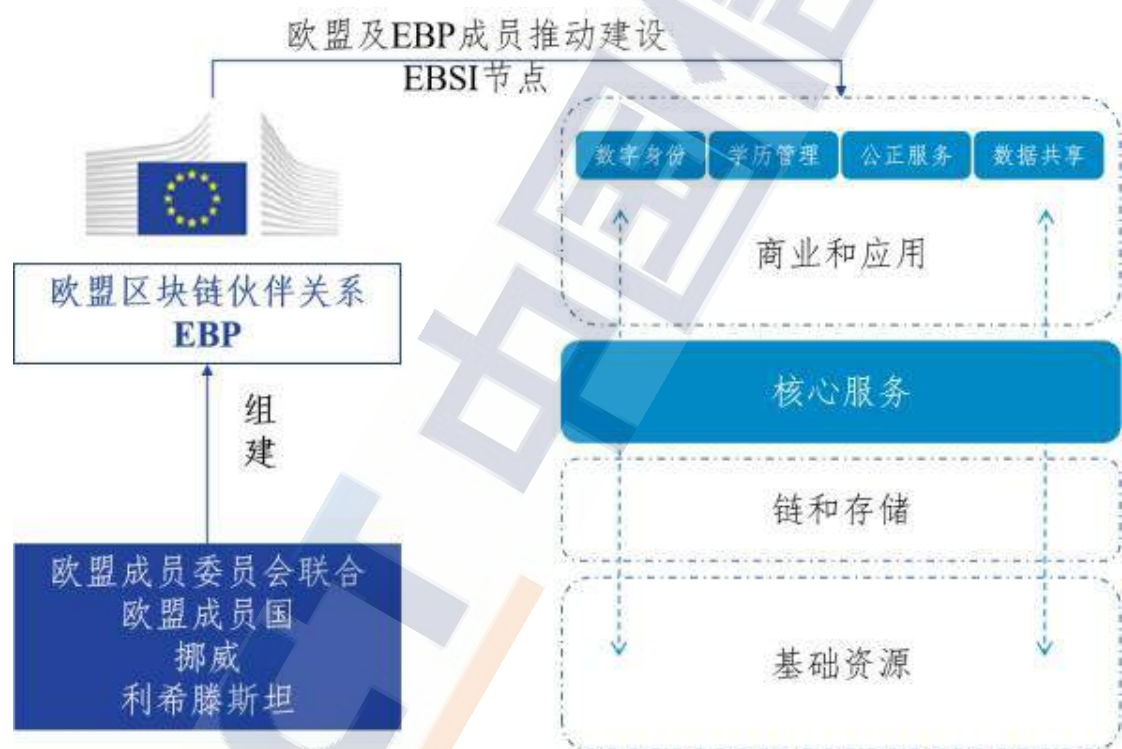 欧盟及EBP成员推动建设
EBSI节点
欧盟区块链伙伴关系
EBP
组
建
欧盟成员委员会联合
欧盟成员国
挪威
利希滕斯坦
数字身份
学历管理
公正服务
数据共享
商业和应用
核心服务
链和存储
基础资源